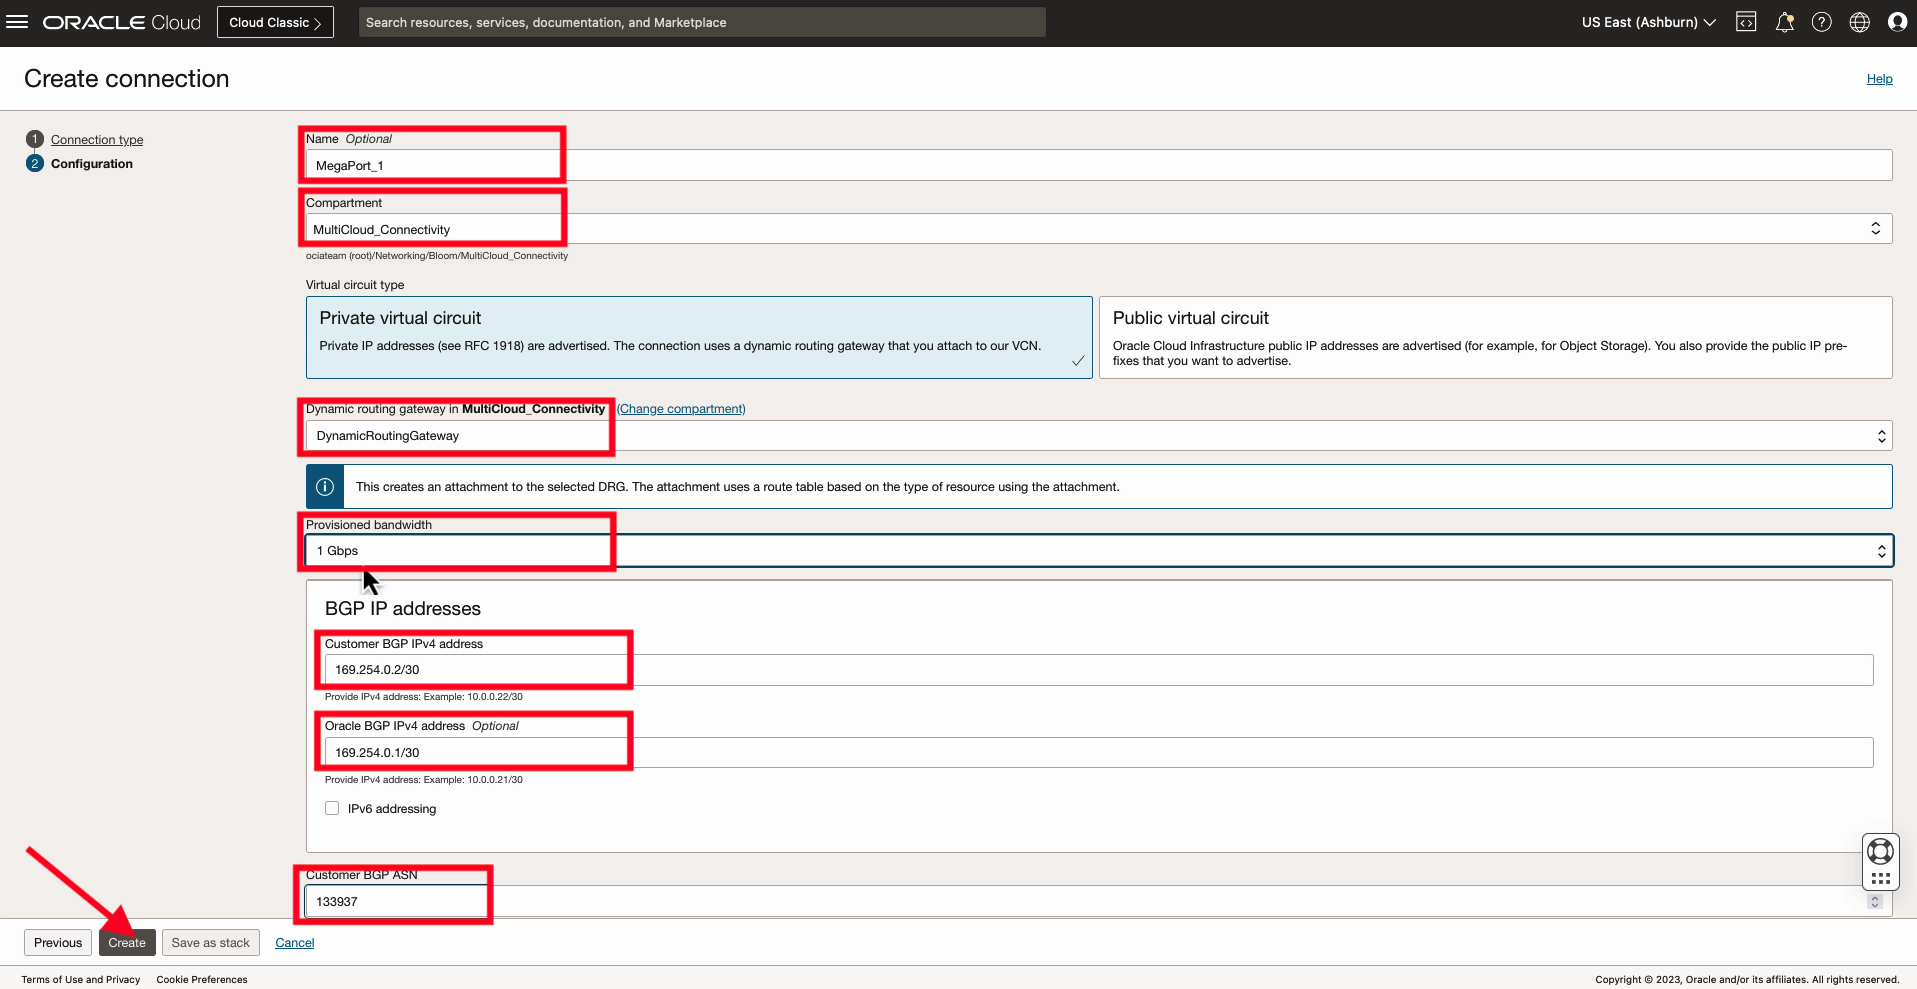 ORACLE Cloud
Cloud Classic
Search resources, services, documentation, and Marketplace
US East (Ashburn)
Create connection
Help
1 Connection type
2 Configuration
Name Optional
MegaPort_1
Compartment
MultiCloud_Connectivity
ociateam (root)/Networking/Bloom/MultiCloud_Connectivity
Virtual circuit type
Private virtual circuit
Private IP addresses (see RFC 1918) are advertised. The connection uses a dynamic routing gateway that you attach to our VCN.
Public virtual circuit
Oracle Cloud Infrastructure public IP addresses are advertised (for example, for Object Storage). You also provide the public IP pre-
fixes that you want to advertise.
Dynamic routing gateway in MultiCloud_Connectivity (Change compartment)
DynamicRoutingGateway
This creates an attachment to the selected DRG. The attachment uses a route table based on the type of resource using the attachment.
Provisioned bandwidth
1 Gbps
BGP IP addresses
Customer BGP IPv4 address
169.254.0.2/30
Provide IPv4 address: Example: 10.0.0.22/30
Oracle BGP IPv4 address Optional
169.254.0.1/30
Provide IPv4 address: Example: 10.0.0.21/30
IPv6 addressing
Customer BGP ASN
133937
Previous
Create
Save as stack
Cancel
Terms of Use and Privacy
Cookie Preferences
Copyright © 2023, Oracle and/or its affiliates. All rights reserved.